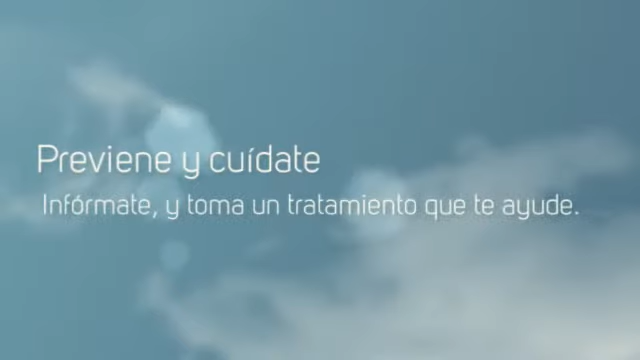 Previene y cuídate
Infórmate, y toma un tratamiento que te ayude.